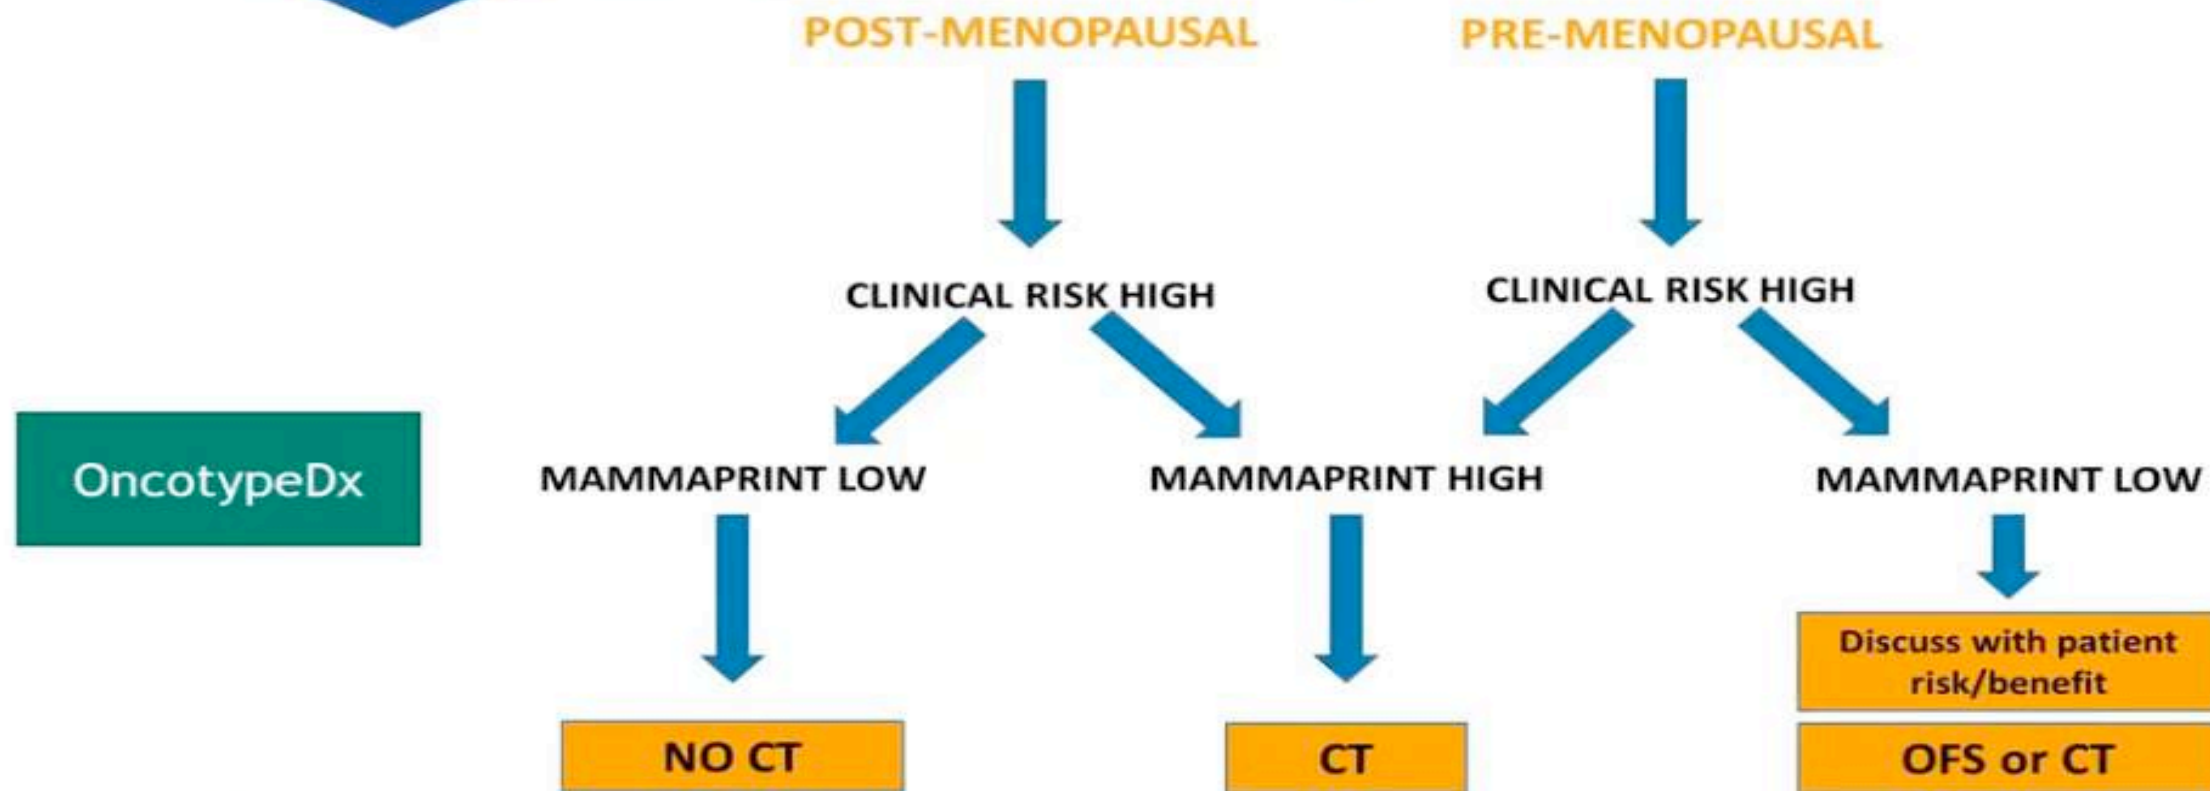 POST-MENOPAUSAL
PRE-MENOPAUSAL
CLINICAL RISK HIGH
CLINICAL RISK HIGH
OncotypeDx
MAMMAPRINT LOW
MAMMAPRINT HIGH
MAMMAPRINT LOW
Discuss with patient
risk/benefit
NO CT
CT
OFS or CT